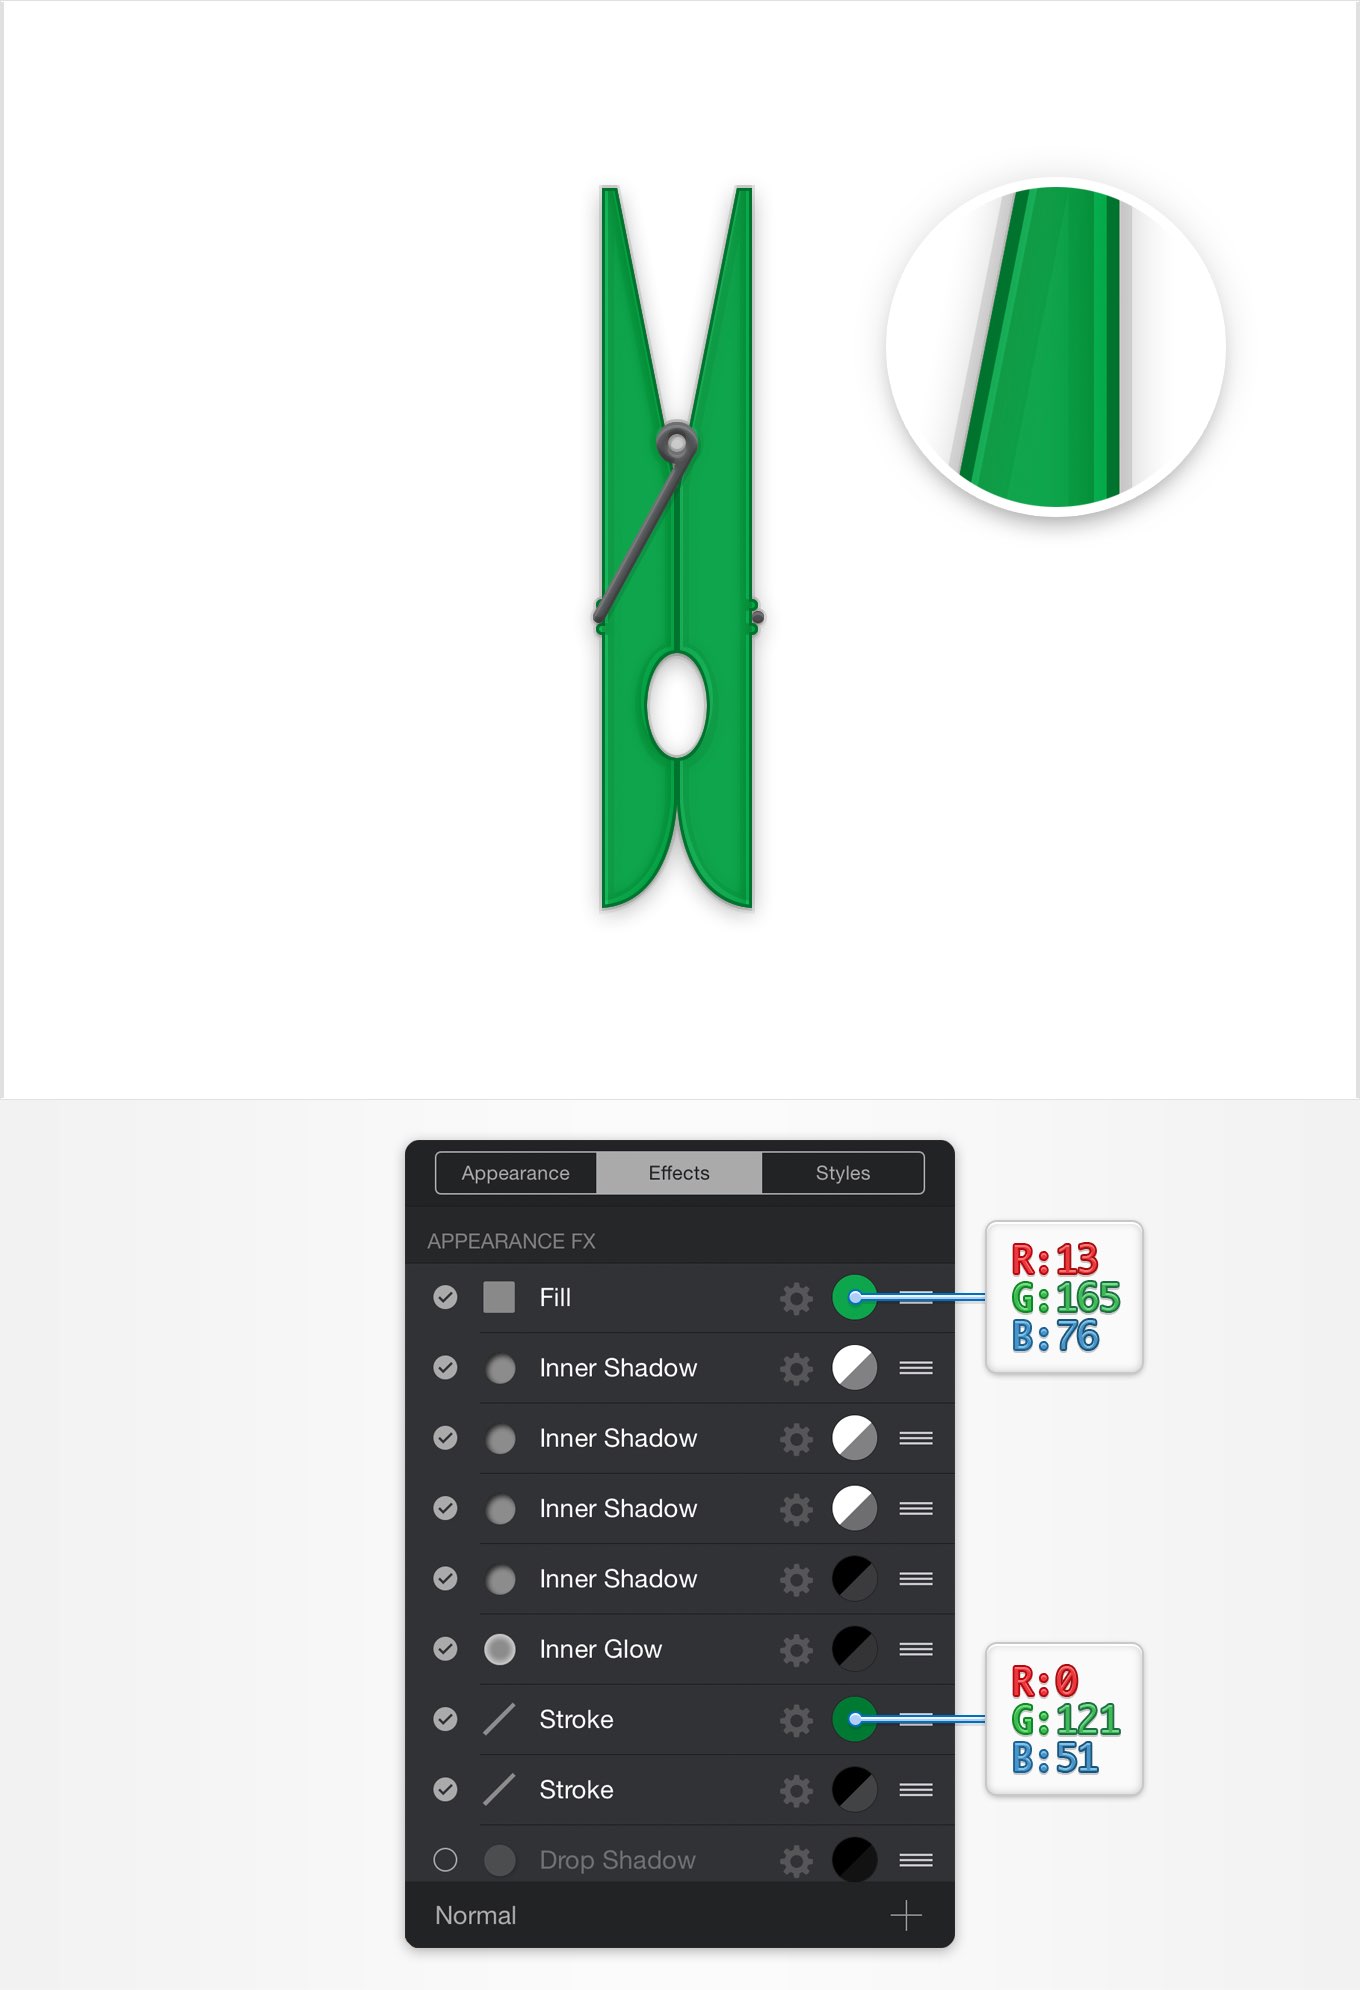 Appearance
Effects
Styles
APPEARANCE FX
Fill
R:13
G:165
B:76
Inner Shadow
Inner Shadow
Inner Shadow
Inner Shadow
Inner Glow
Stroke
R:0
G:121
B:51
Stroke
Drop Shadow
Normal